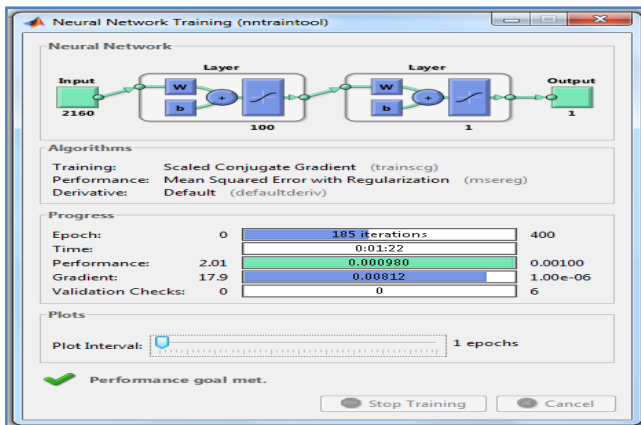 Neural Network Training (nntraintool)
Neural Network
Layer Layer
Input Output
W W
b b
+ +
2160 1
100 1
Algorithms
Training: Scaled Conjugate Gradient (trainscg)
Performance: Mean Squared Error with Regularization (msereg)
Derivative: Default (defaultderiv)
Progress
Epoch: 0 185 iterations 400
Time: 0:01:22
Performance: 2.01 0.000980 0.00100
Gradient: 17.9 0.00812 1.00e-06
Validation Checks: 0 0 6
Plots
Plot Interval: 1 epochs
Performance goal met.
Stop Training Cancel